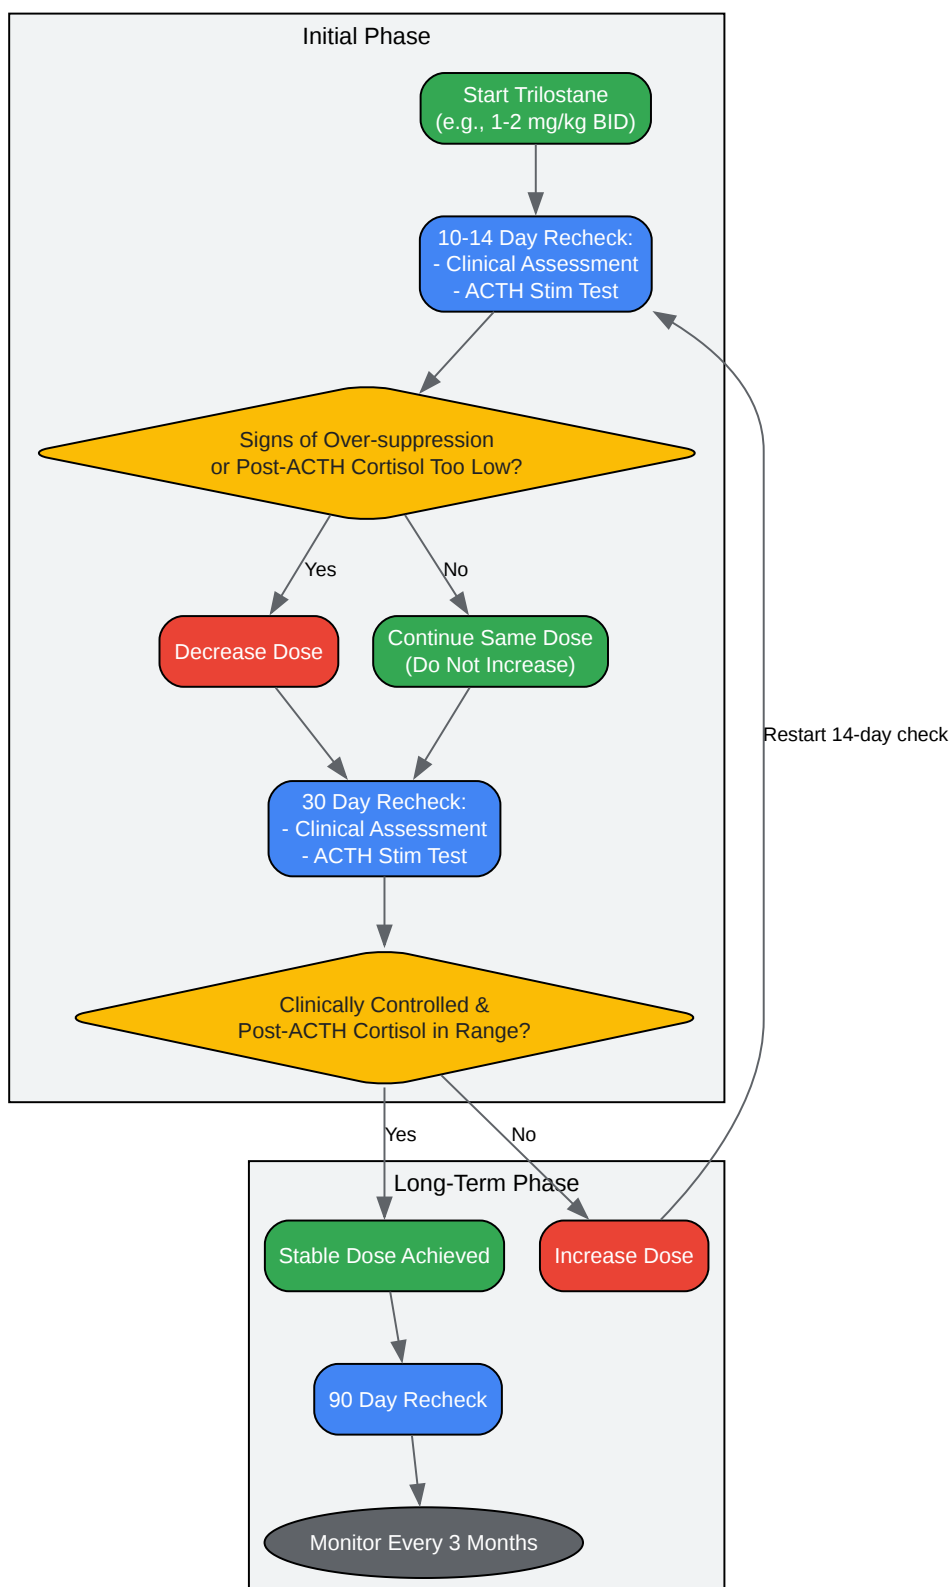 Initial Phase
Start Trilostane
(e.g., 1-2 mg/kg BID)
10-14 Day Recheck:
- Clinical Assessment
- ACTH Stim Test
Signs of Over-suppression
or Post-ACTH Cortisol Too Low?
Yes
No
Decrease Dose
Continue Same Dose
(Do Not Increase)
Restart 14-day check
30 Day Recheck:
- Clinical Assessment
- ACTH Stim Test
Clinically Controlled &
Post-ACTH Cortisol in Range?
Yes
No
Long-Term Phase
Stable Dose Achieved
Increase Dose
90 Day Recheck
Monitor Every 3 Months